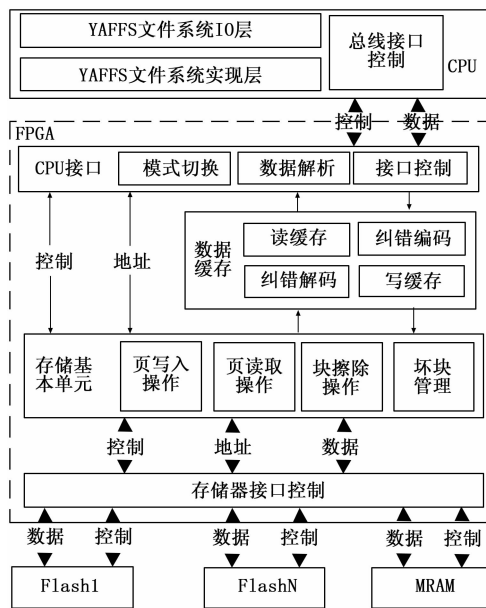 YAFFS文件系统IO层
YAFFS文件系统实现层
总线接口
控制
CPU
控制
数据
FPGA
CPU接口
模式切换
数据解析
接口控制
控制
地址
数据
缓存
读缓存
纠错编码
纠错解码
写缓存
存储基
本单元
页写入
操作
页读取
操作
块擦除
操作
坏块
管理
控制
地址
数据
存储器接口控制
数据
控制
数据
控制
数据
控制
Flash1
FlashN
MRAM